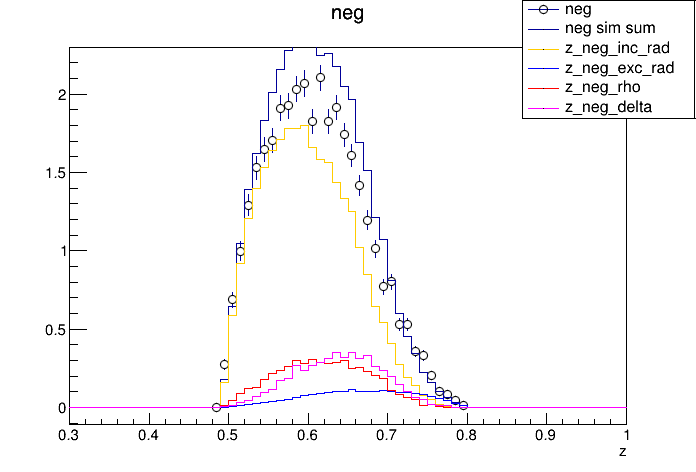 neg
neg
neg sim sum
z_neg_inc_rad
z_neg_exc_rad
z_neg_rho
z_neg_delta
2
1.5
1
0.5
0
0.3 0.4 0.5 0.6 0.7 0.8 0.9 1
z